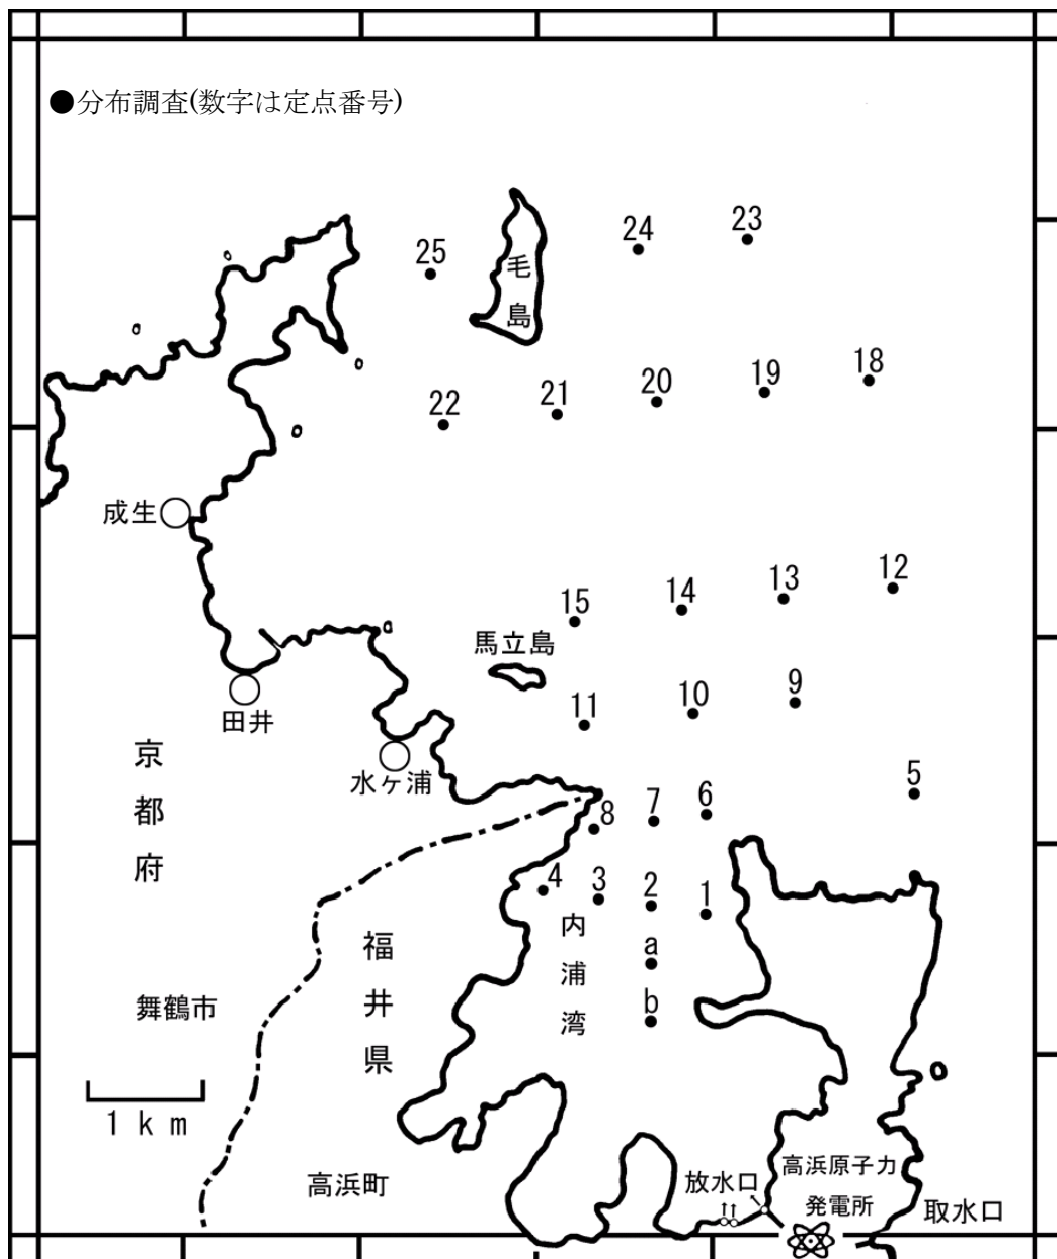 ●分布調査(数字は定点番号)
23
24
25
毛島
18
19
20
21
22
成生
12
13
14
15
馬立島
9
10
11
田井
水ヶ浦
京都府
5
6
7
8
4
3
2
1
内浦湾
a
b
福井県
舞鶴市
1km
高浜町
放水口
高浜原子力
発電所
取水口